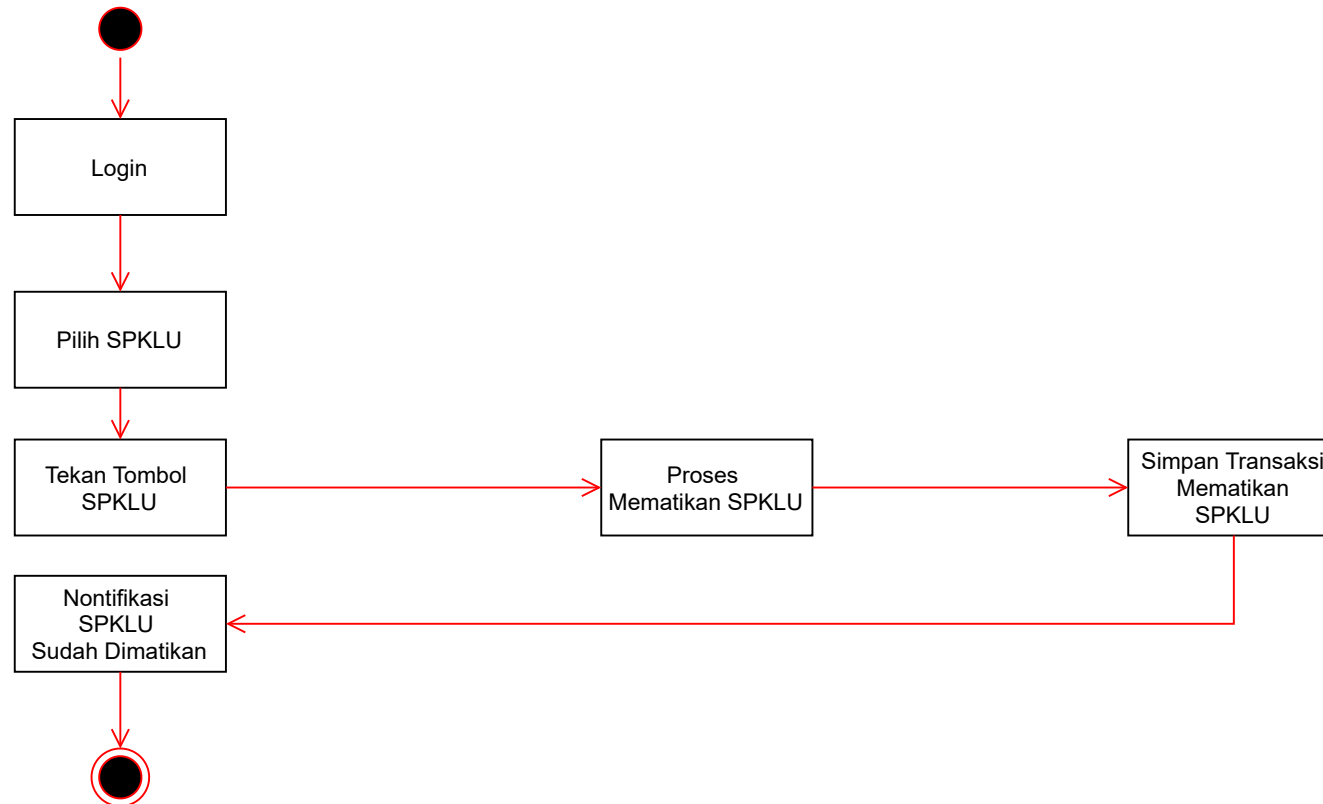 Login
Pilih SPKLU
Tekan Tombol
SPKLU
Proses
Mematikan SPKLU
Simpan Transaksi
Mematikan
SPKLU
Nontifikasi
SPKLU
Sudah Dimatikan